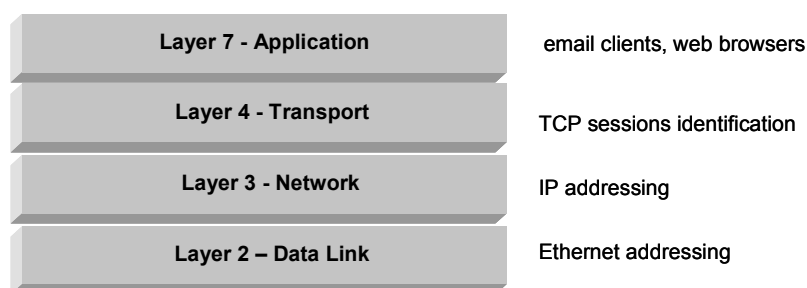 Layer 7 - Application
email clients, web browsers
Layer 4 - Transport
TCP sessions identification
Layer 3 - Network
IP addressing
Layer 2 – Data Link
Ethernet addressing